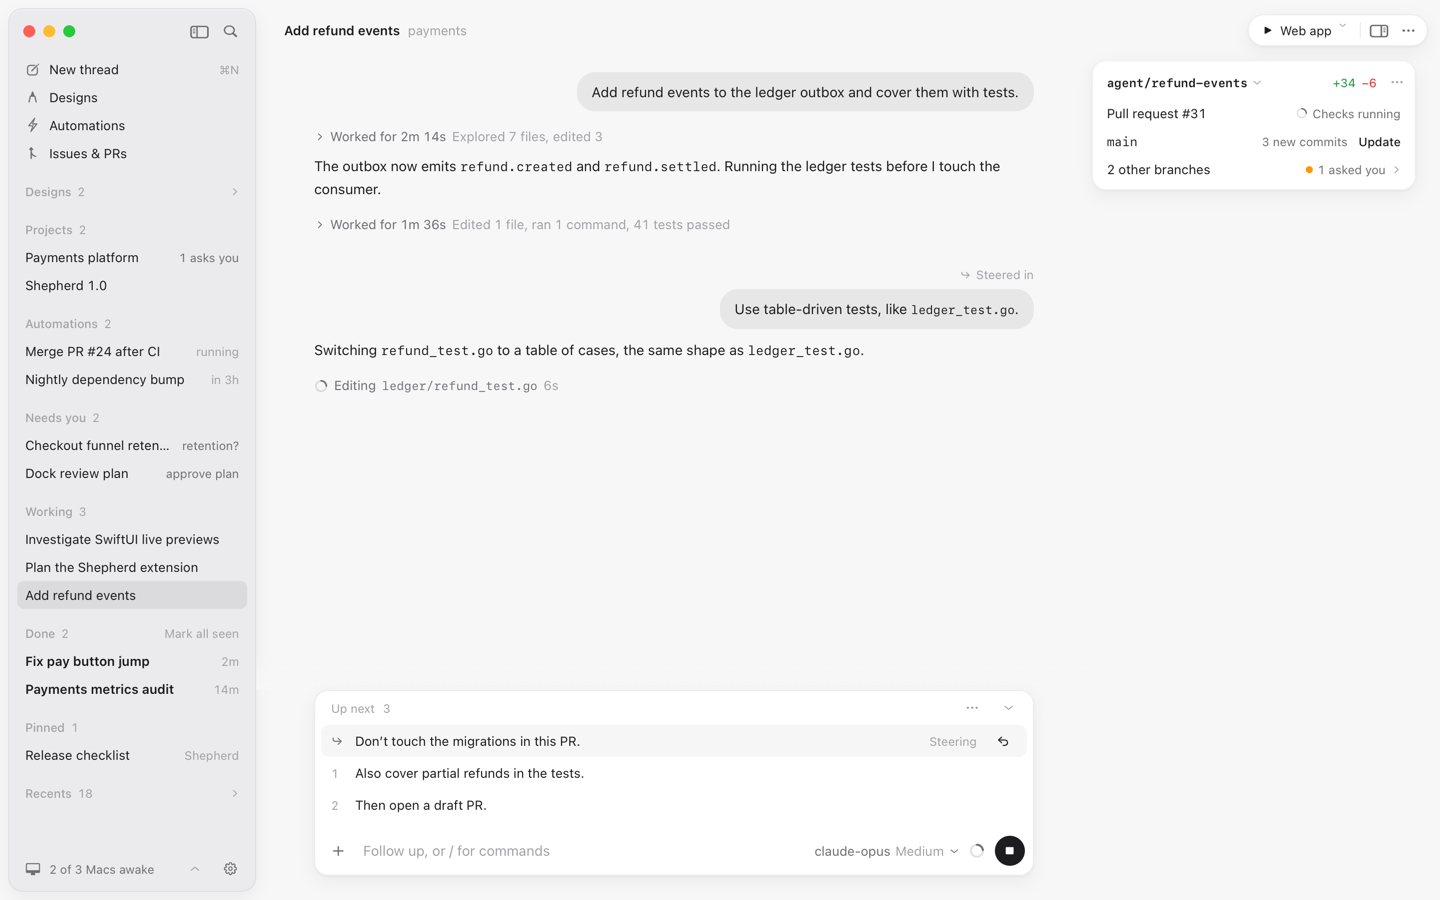 New thread ⌘N
Designs
Automations
Issues & PRs
Designs 2
Projects 2
Payments platform 1 asks you
Shepherd 1.0
Automations 2
Merge PR #24 after CI running
Nightly dependency bump in 3h
Needs you 2
Checkout funnel reten... retention?
Dock review plan approve plan
Working 3
Investigate SwiftUI live previews
Plan the Shepherd extension
Add refund events
Done 2 Mark all seen
Fix pay button jump 2m
Payments metrics audit 14m
Pinned 1
Release checklist Shepherd
Recents 18
2 of 3 Macs awake
Add refund events payments
Add refund events to the ledger outbox and cover them with tests.
Worked for 2m 14s Explored 7 files, edited 3
The outbox now emits refund.created and refund.settled. Running the ledger tests before I touch the
consumer.
Worked for 1m 36s Edited 1 file, ran 1 command, 41 tests passed
Steered in
Use table-driven tests, like ledger_test.go.
Switching refund_test.go to a table of cases, the same shape as ledger_test.go.
Editing ledger/refund_test.go 6s
Up next 3
Don’t touch the migrations in this PR. Steering
1 Also cover partial refunds in the tests.
2 Then open a draft PR.
Follow up, or / for commands claude-opus Medium
Web app
agent/refund-events +34 −6
Pull request #31 Checks running
main 3 new commits Update
2 other branches 1 asked you